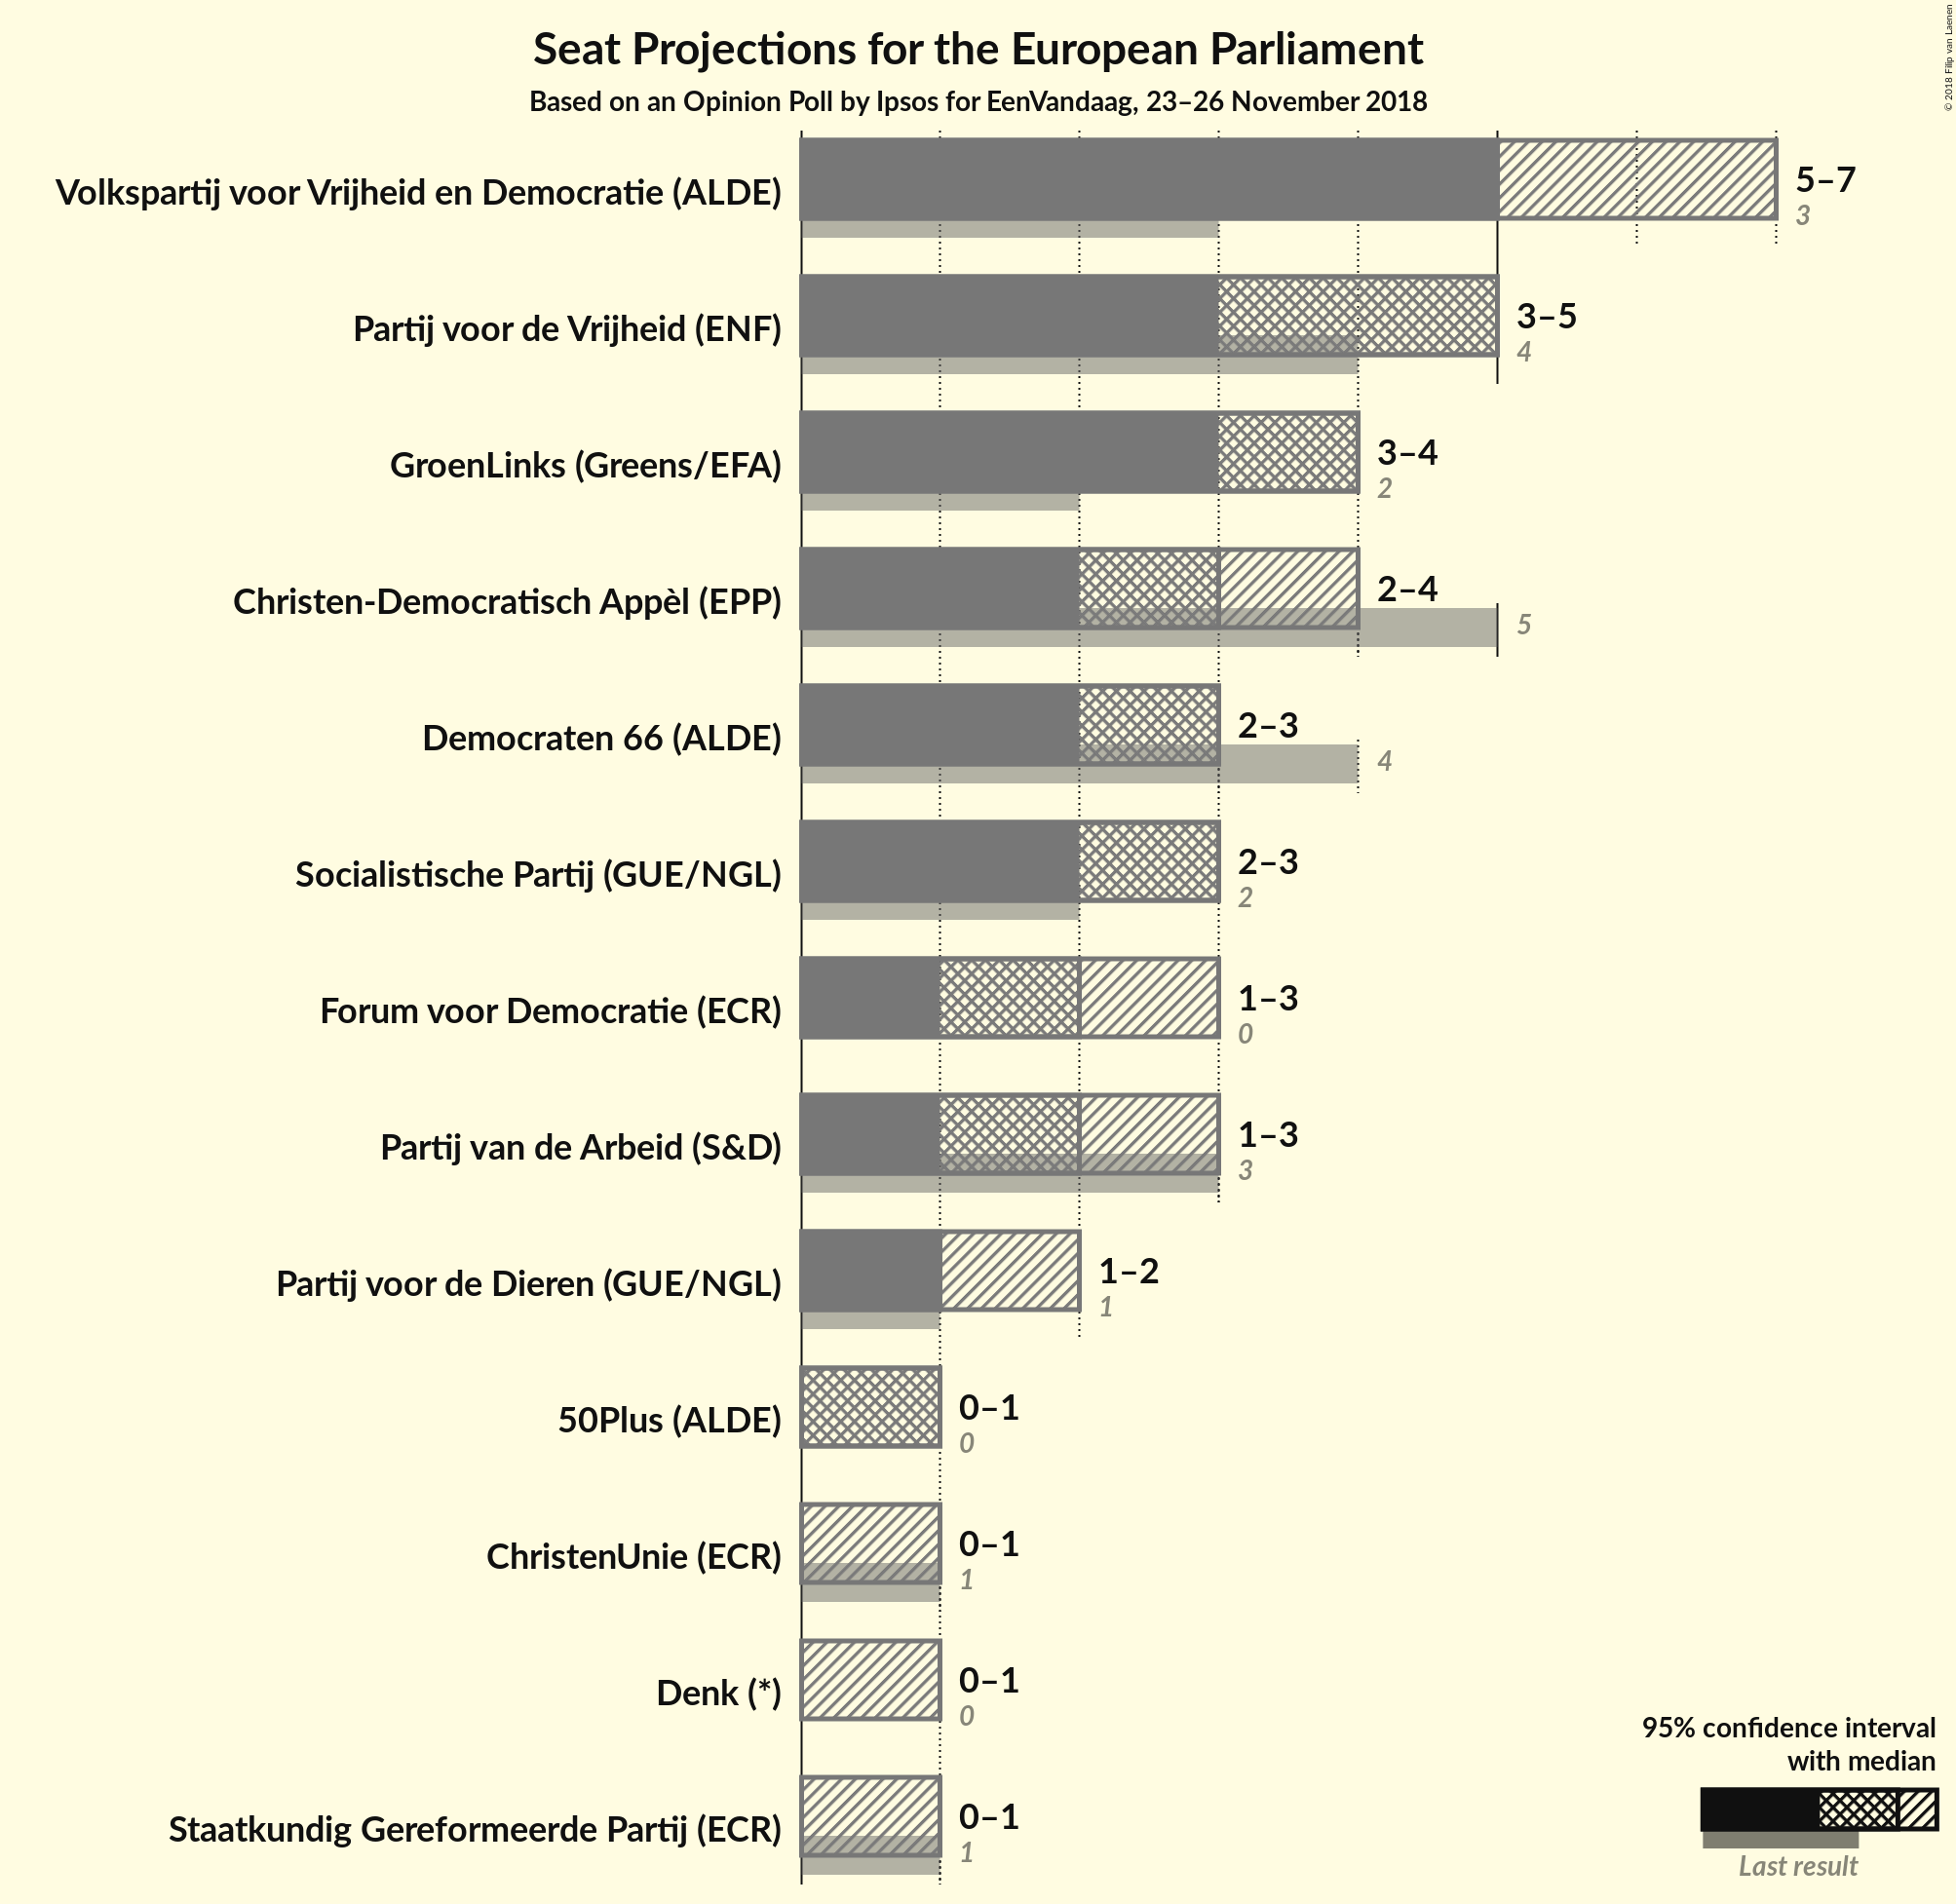 Seat Projections for the European Parliament
Based on an Opinion Poll by Ipsos for EenVandaag, 23–26 November 2018
© 2018 Filip van Laenen
Volkspartij voor Vrijheid en Democratie (ALDE)
5–7
3
Partij voor de Vrijheid (ENF)
3–5
4
GroenLinks (Greens/EFA)
3–4
2
Christen-Democratisch Appèl (EPP)
2–4
5
Democraten 66 (ALDE)
2–3
4
Socialistische Partij (GUE/NGL)
2–3
2
Forum voor Democratie (ECR)
1–3
0
Partij van de Arbeid (S&D)
1–3
3
Partij voor de Dieren (GUE/NGL)
1–2
1
50Plus (ALDE)
0–1
0
ChristenUnie (ECR)
0–1
1
Denk (*)
0–1
0
Staatkundig Gereformeerde Partij (ECR)
0–1
1
95% confidence interval
with median
Last result